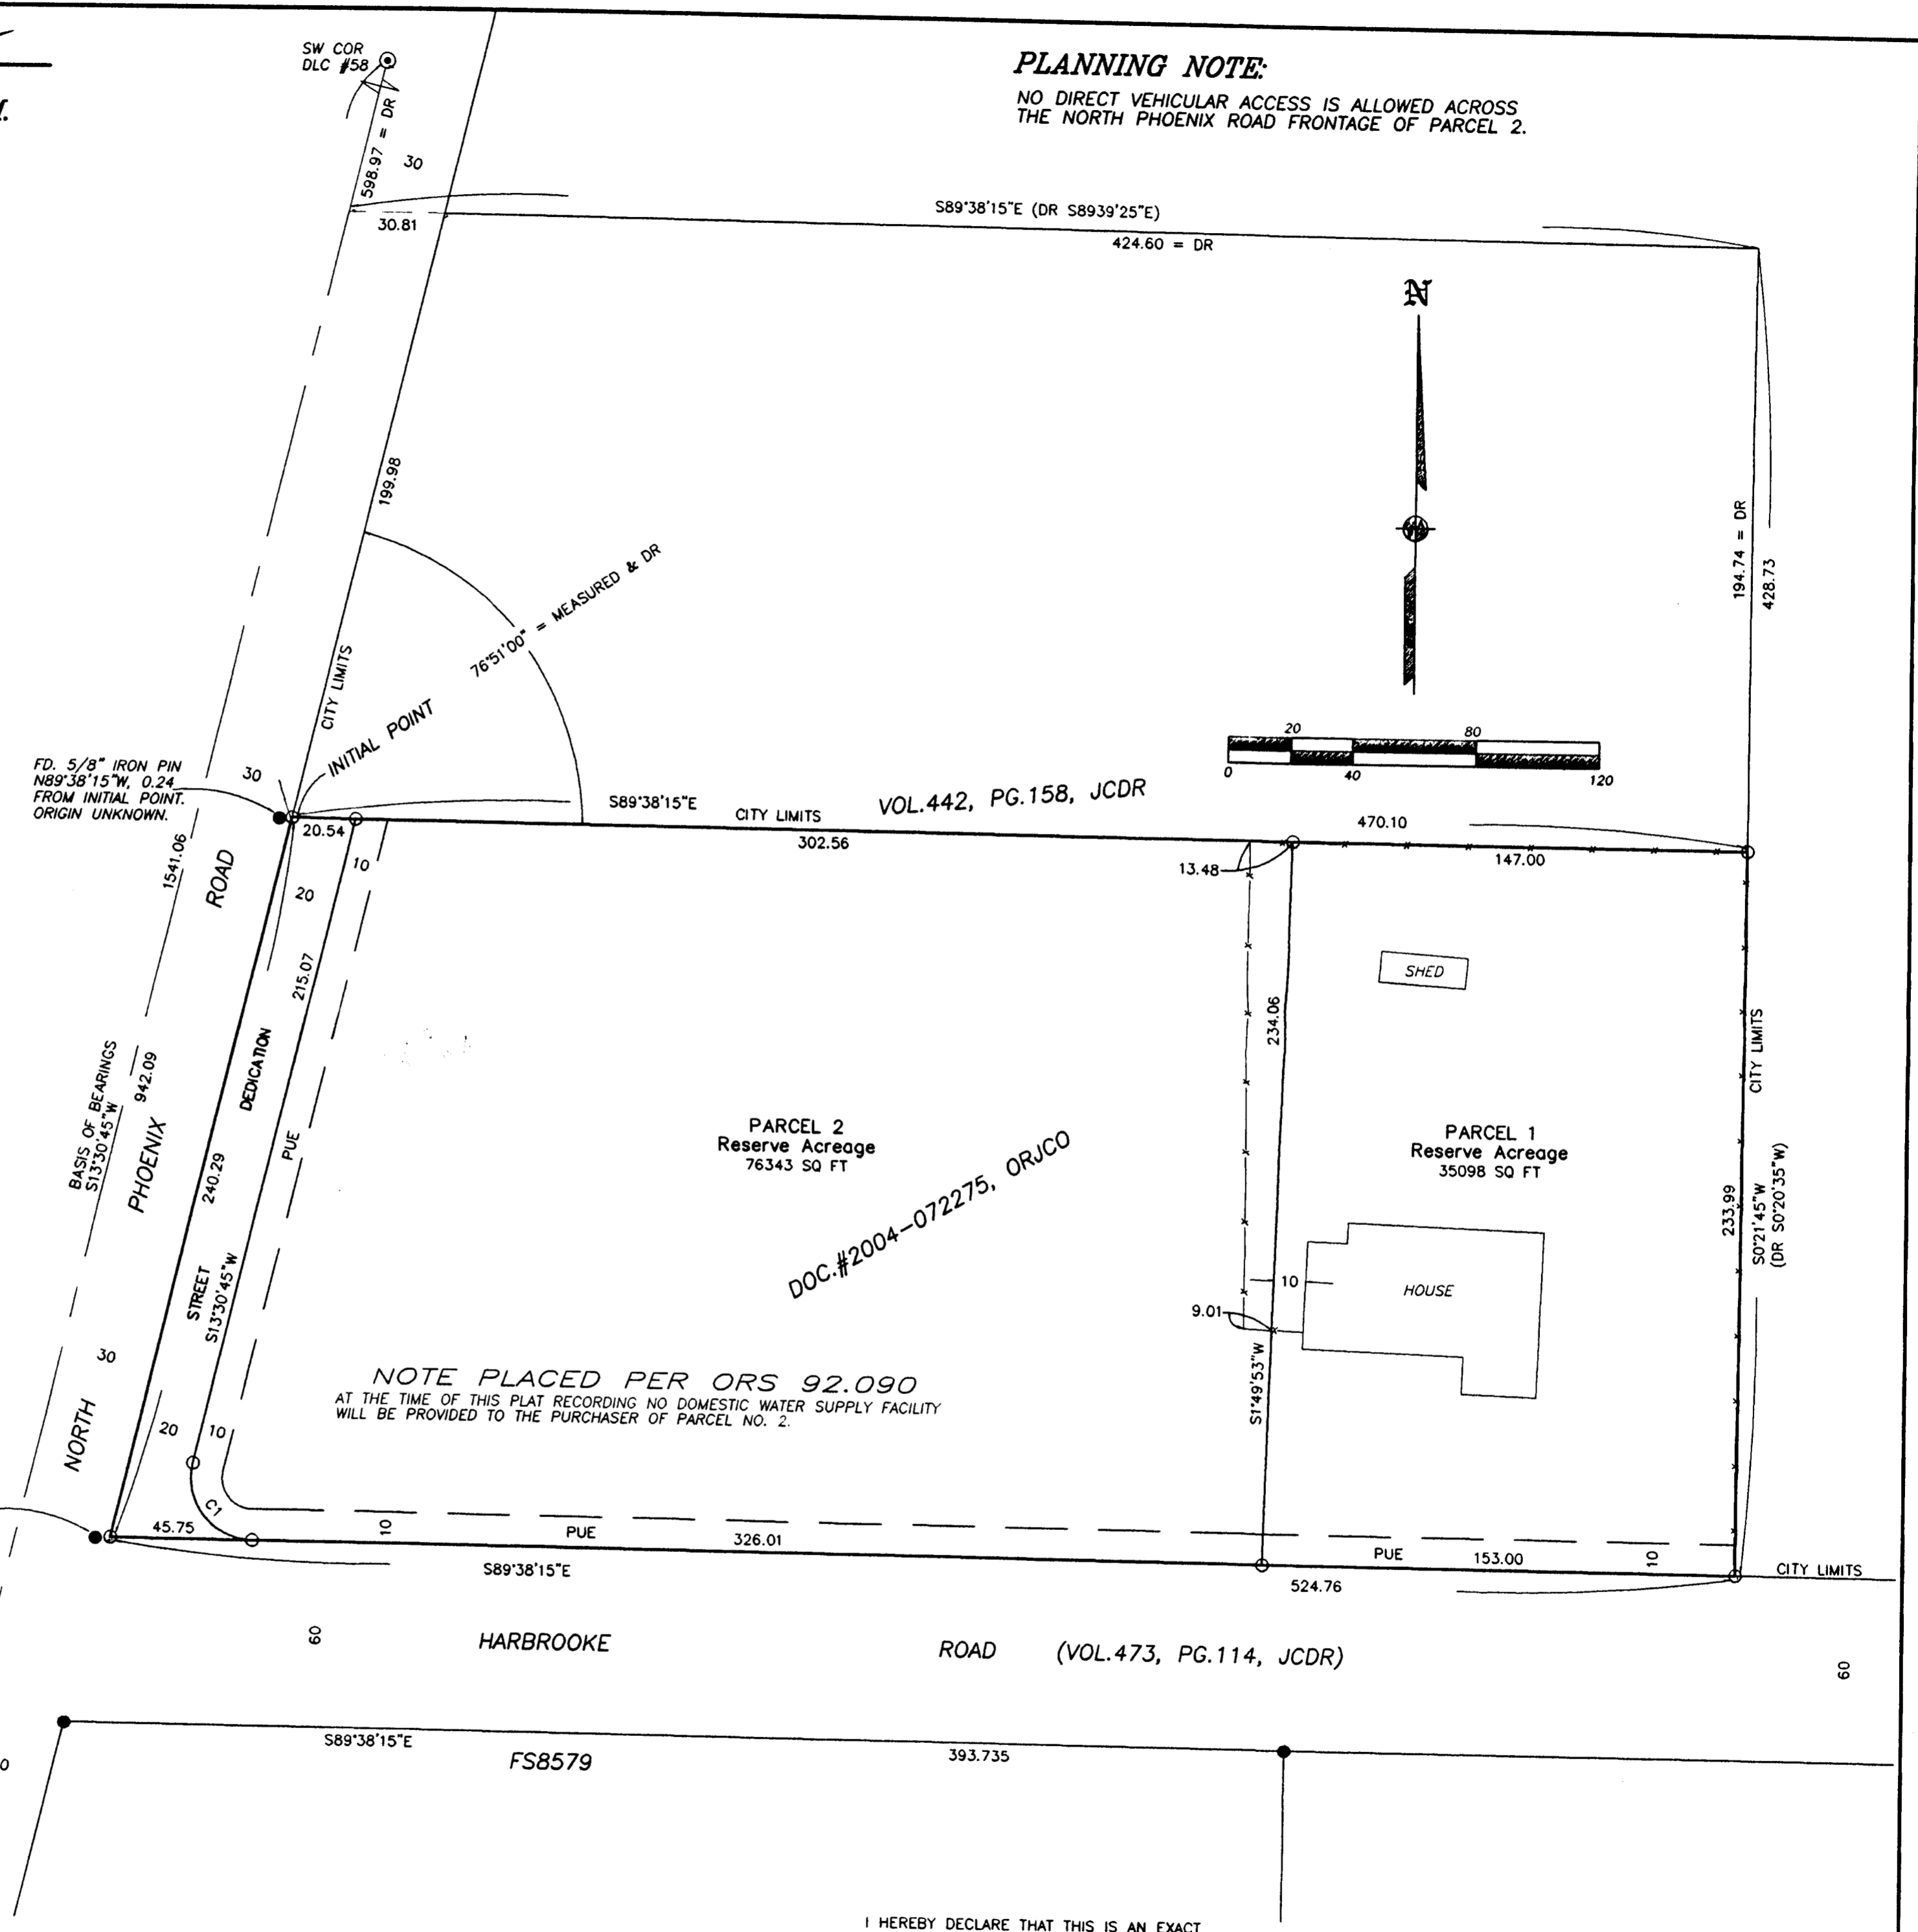 SW COR
DLC #58
PLANNING NOTE:
NO DIRECT VEHICULAR ACCESS IS ALLOWED ACROSS
THE NORTH PHOENIX ROAD FRONTAGE OF PARCEL 2.
598.97 = DR
30
30.81
S89°38'15"E (DR S8939'25"E)
424.60 = DR
N
199.98
194.74 = DR
428.73
76°51'00" = MEASURED & DR
CITY LIMITS
INITIAL POINT
20
80
0
40
120
FD. 5/8" IRON PIN
N89°38'15"W, 0.24
FROM INITIAL POINT.
ORIGIN UNKNOWN.
30
S89°38'15"E
CITY LIMITS
VOL.442, PG.158, JCDR
470.10
20.54
302.56
147.00
13.48
1541.06
ROAD
10
20
215.07
234.06
SHED
CITY LIMITS
DEDICATION
BASIS OF BEARINGS
S13°30'45"W
942.09
PHOENIX
240.29
PUE
PARCEL 2
Reserve Acreage
76343 SQ FT
DOC.#2004-072275, ORJCO
PARCEL 1
Reserve Acreage
35098 SQ FT
233.99
S0°21'45"W
(DR S0°20'35"W)
STREET
S13°30'45"W
10
HOUSE
9.01
S1°49'53"W
30
NOTE PLACED PER ORS 92.090
AT THE TIME OF THIS PLAT RECORDING NO DOMESTIC WATER SUPPLY FACILITY
WILL BE PROVIDED TO THE PURCHASER OF PARCEL NO. 2.
NORTH
20
10
C1
45.75
10
PUE
326.01
PUE
153.00
10
CITY LIMITS
S89°38'15"E
524.76
60
HARBROOKE
ROAD
(VOL.473, PG.114, JCDR)
60
S89°38'15"E
FS8579
393.735
I HEREBY DECLARE THAT THIS IS AN EXACT